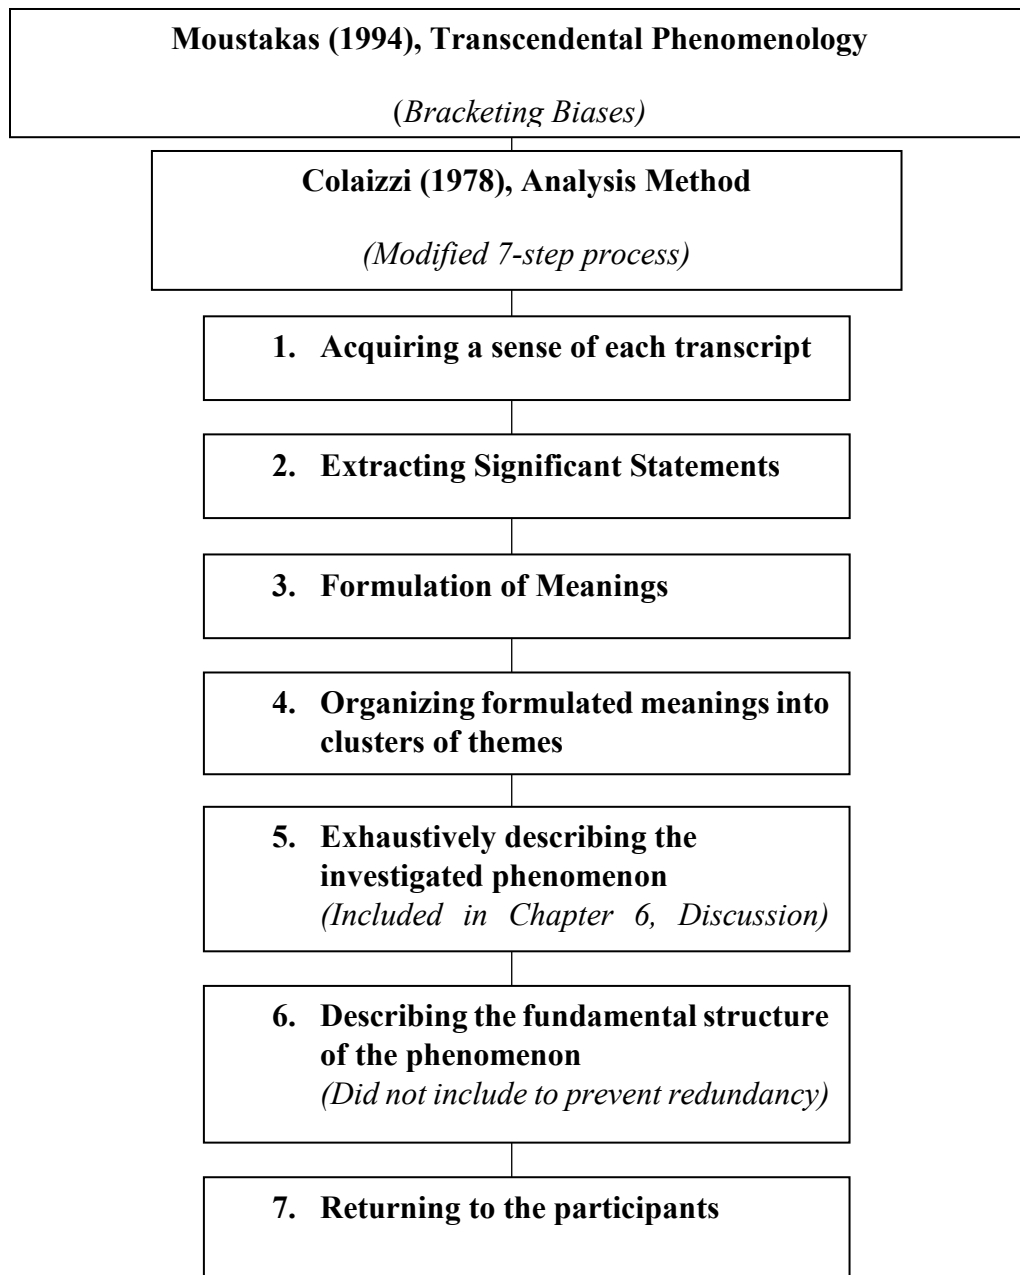 Moustakas (1994), Transcendental Phenomenology
(Bracketing Biases)
Colaizzi (1978), Analysis Method
(Modified 7-step process)
1. Acquiring a sense of each transcript
2. Extracting Significant Statements
3. Formulation of Meanings
4. Organizing formulated meanings into
clusters of themes
5. Exhaustively describing the
investigated phenomenon
(Included in Chapter 6, Discussion)
6. Describing the fundamental structure
of the phenomenon
(Did not include to prevent redundancy)
7. Returning to the participants